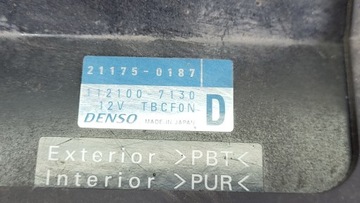 21175-0187
112100-7130
12V TBCF0N
DENSO MADE IN JAPAN D
Exterior >PBT<
Interior >PUR<